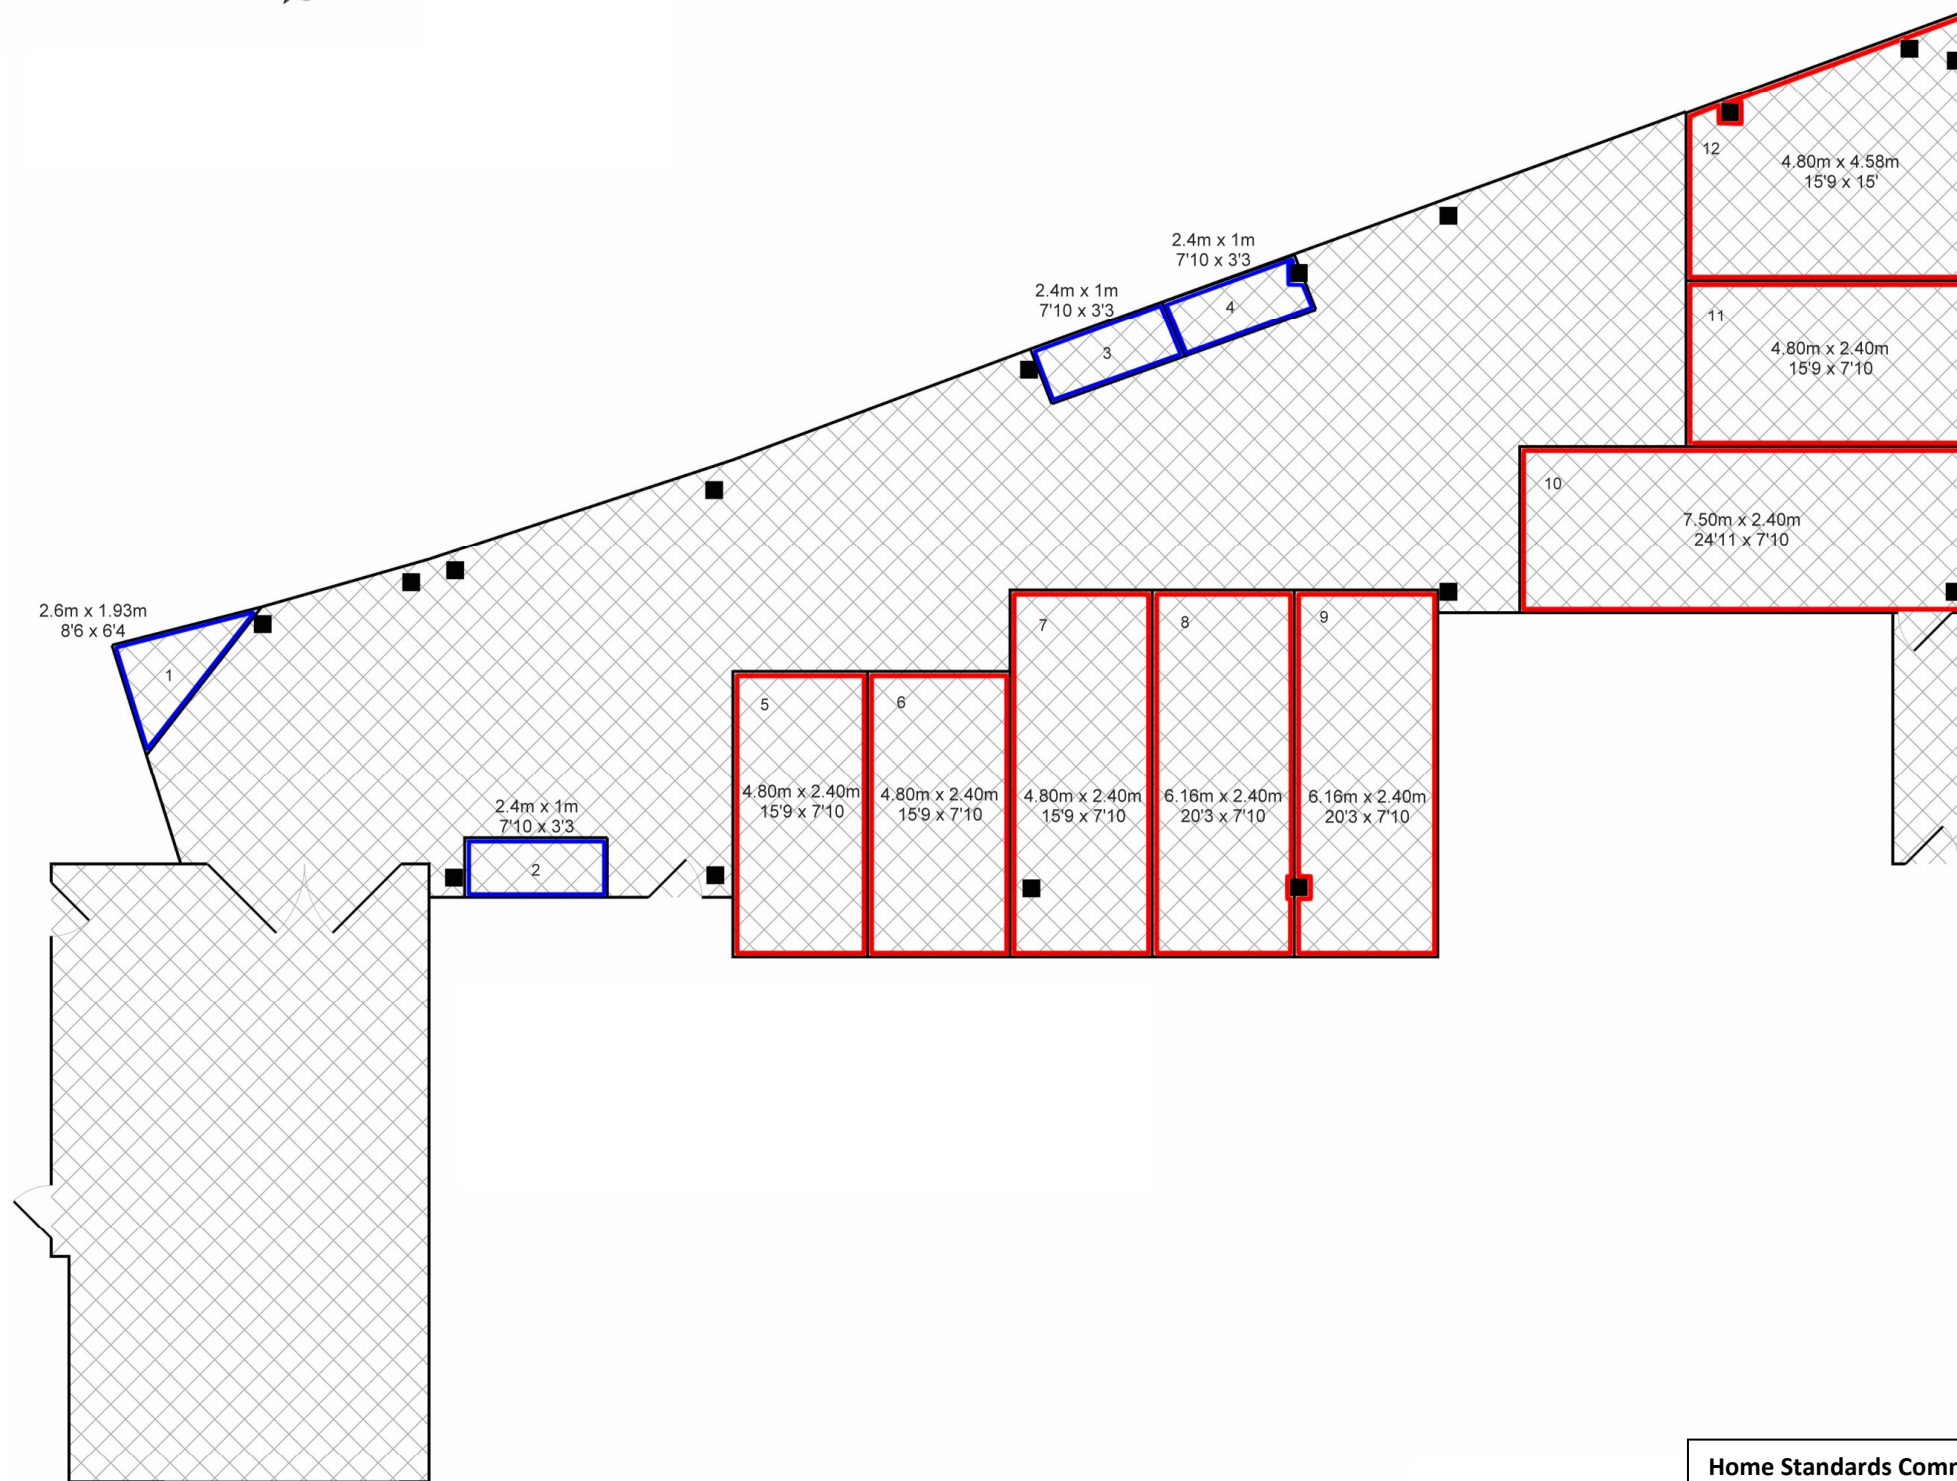 12
4.80m x 4.58m
15'9 x 15'
2.4m x 1m
7'10 x 3'3
4
2.4m x 1m
7'10 x 3'3
3
11
4.80m x 2.40m
15'9 x 7'10
10
7.50m x 2.40m
24'11 x 7'10
2.6m x 1.93m
8'6 x 6'4
1
2.4m x 1m
7'10 x 3'3
2
5
4.80m x 2.40m
15'9 x 7'10
6
4.80m x 2.40m
15'9 x 7'10
7
4.80m x 2.40m
15'9 x 7'10
8
6.16m x 2.40m
20'3 x 7'10
9
6.16m x 2.40m
20'3 x 7'10
Home Standards Com